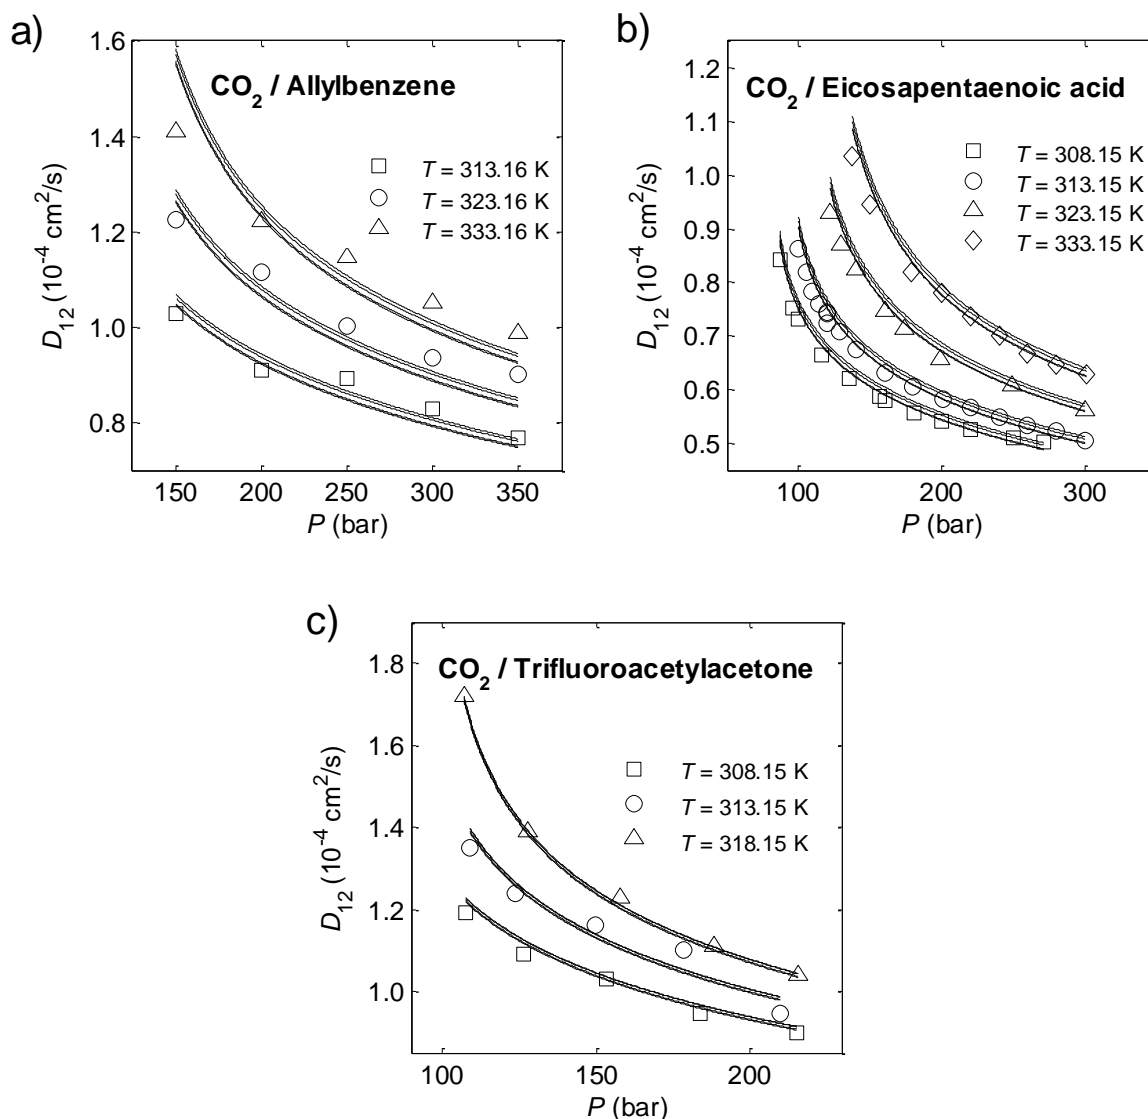 a)
CO2 / Allylbenzene
T = 313.16 K
T = 323.16 K
T = 333.16 K
1.6
1.4
1.2
1.0
0.8
D12 (10-4 cm2/s)
150 200 250 300 350
P (bar)
b)
CO2 / Eicosapentaenoic acid
T = 308.15 K
T = 313.15 K
T = 323.15 K
T = 333.15 K
1.2
1.1
1.0
0.9
0.8
0.7
0.6
0.5
D12 (10-4 cm2/s)
100 200 300
P (bar)
c)
CO2 / Trifluoroacetylacetone
T = 308.15 K
T = 313.15 K
T = 318.15 K
1.8
1.6
1.4
1.2
1.0
D12 (10-4 cm2/s)
100 150 200
P (bar)